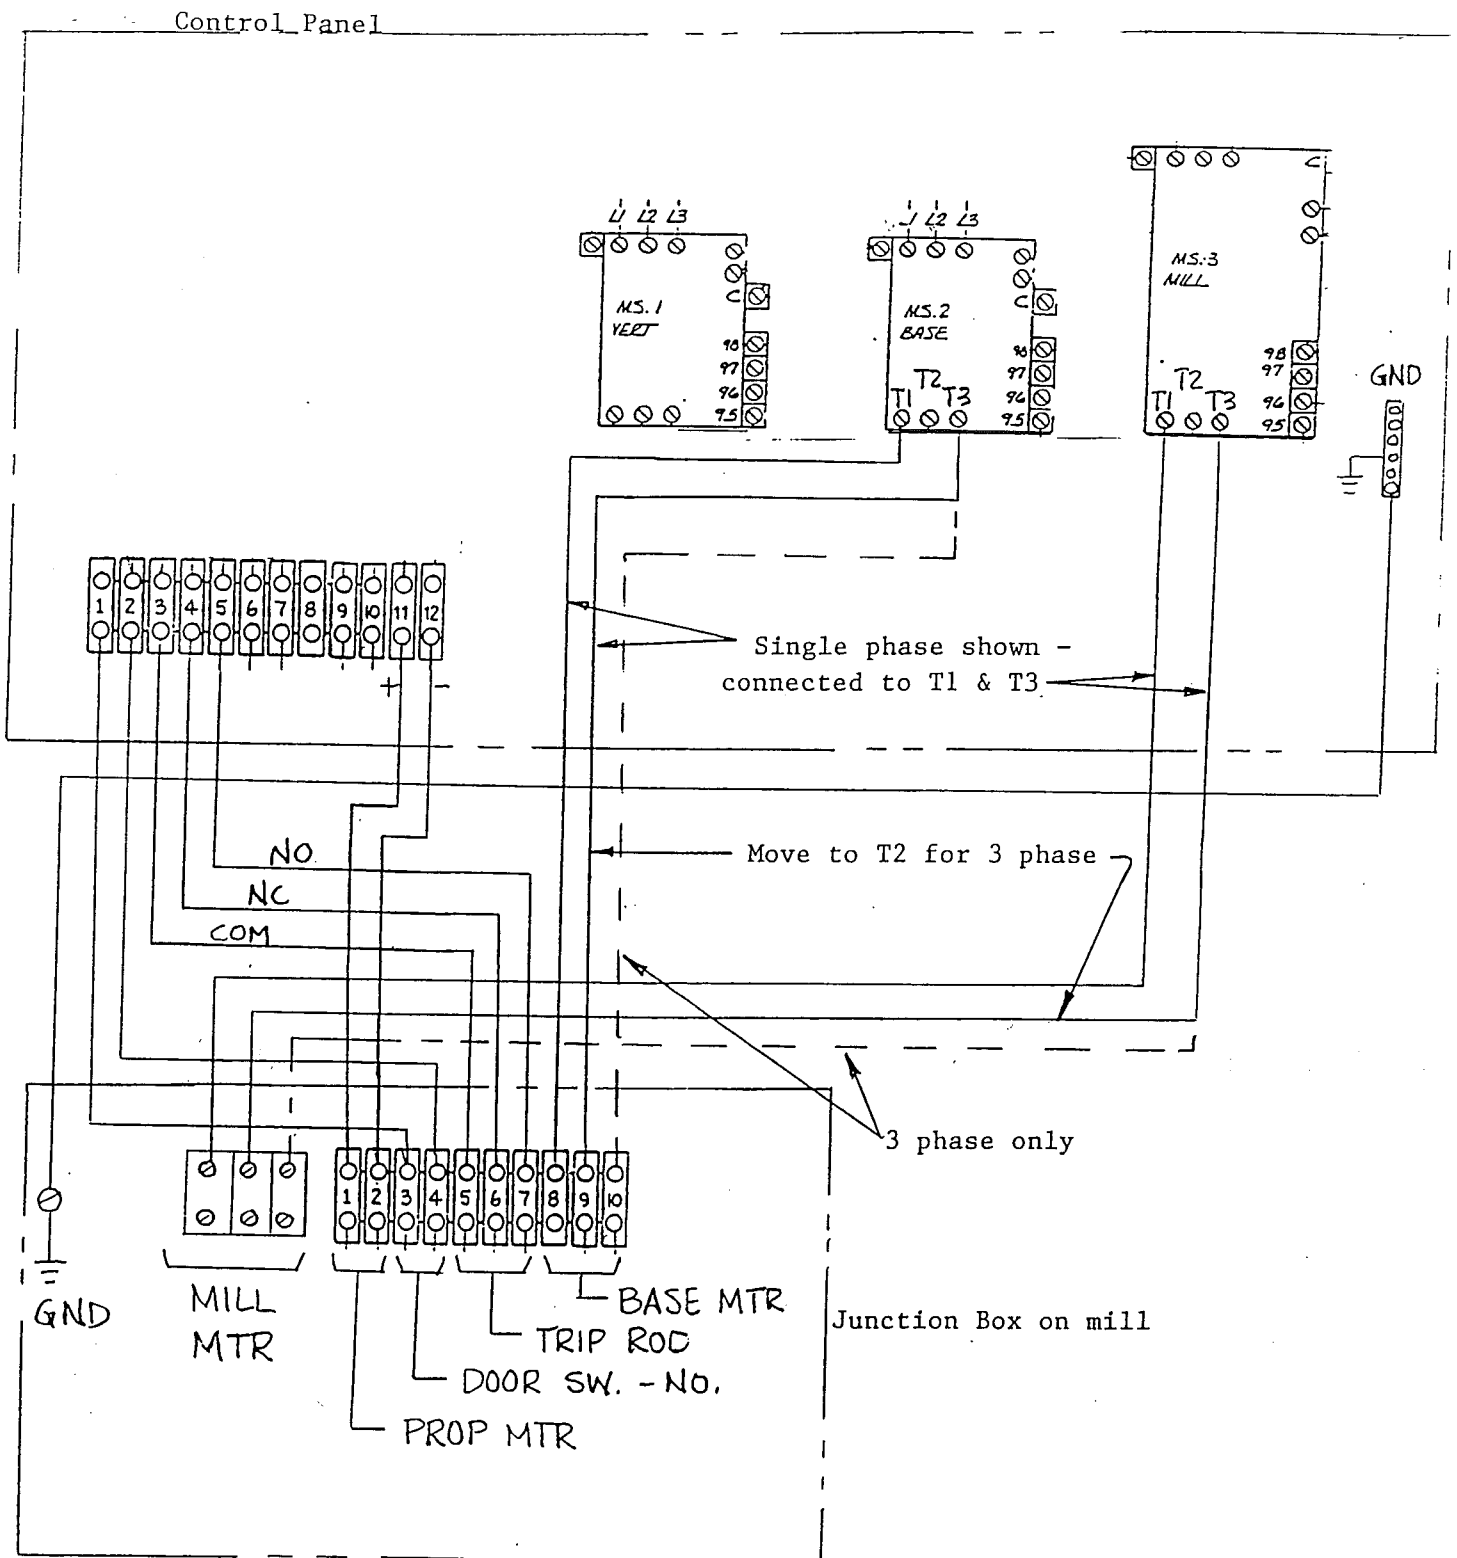 Control Panel
L1 L2 L3
L2 L3
C
MS.1
VERT
C
98
97
96
95
MS.2
BASE
C
98
97
96
95
T1 T2 T3
MS.3
MILL
98
97
96
95
T1 T2 T3
GND
1 2 3 4 5 6 7 8 9 10 11 12
+ -
Single phase shown -
connected to T1 & T3
NO
NC
COM
Move to T2 for 3 phase
3 phase only
1 2 3 4 5 6 7 8 9 10
GND
MILL
MTR
BASE MTR
TRIP ROD
DOOR SW. - NO.
PROP MTR
Junction Box on mill